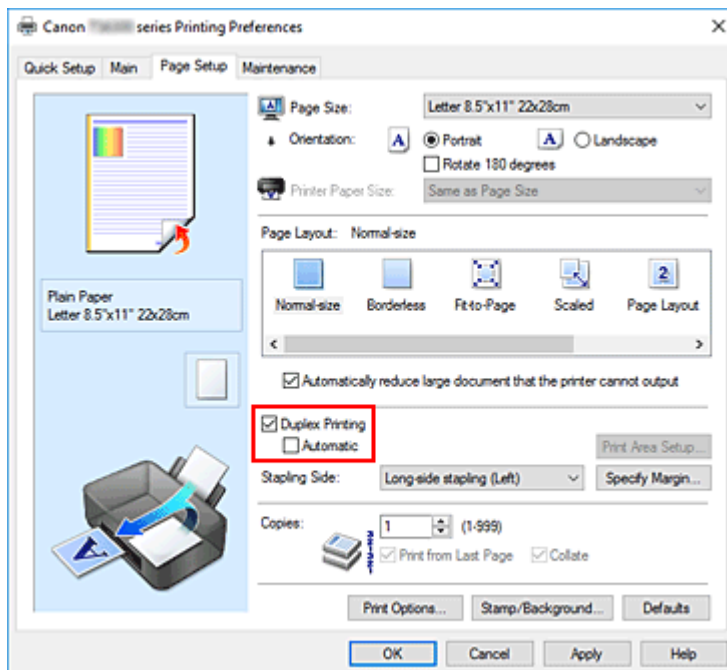 Canon series Printing Preferences
Quick Setup Main Page Setup Maintenance
Page Size: Letter 8.5"x11" 22x28cm
Orientation: A Portrait A Landscape
Rotate 180 degrees
Printer Paper Size: Same as Page Size
Page Layout: Normal-size
2
Normal-size Borderless Fit-to-Page Scaled Page Layout
Plain Paper
Letter 8.5"x11" 22x28cm
Automatically reduce large document that the printer cannot output
Duplex Printing
Automatic
Print Area Setup...
Stapling Side: Long-side stapling (Left) Specify Margin...
Copies: 1 (1-999)
Print from Last Page Collate
A
Print Options... Stamp/Background... Defaults
OK Cancel Apply Help